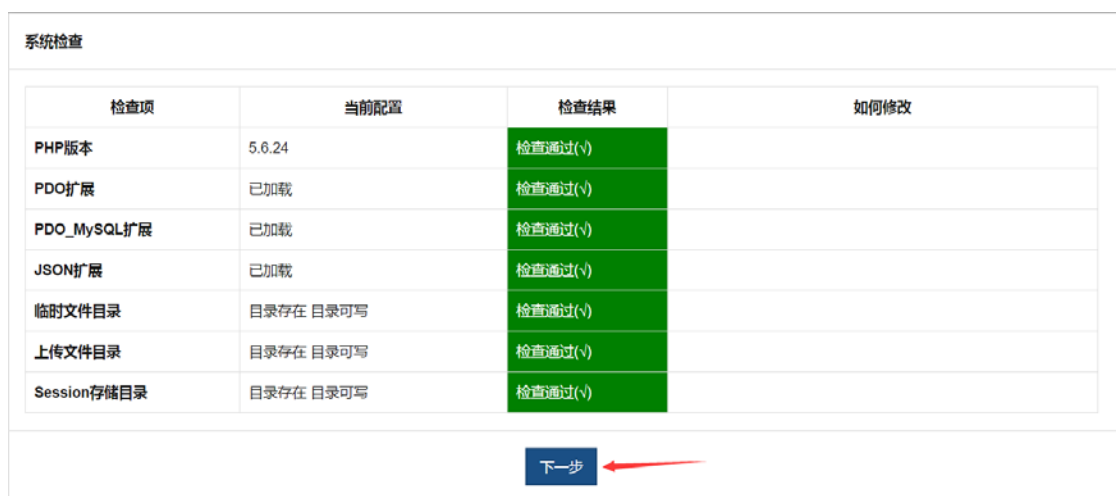 系统检查
检查项 当前配置 检查结果 如何修改
PHP版本 5.6.24 检查通过(√)
PDO扩展 已加载 检查通过(√)
PDO_MySQL扩展 已加载 检查通过(√)
JSON扩展 已加载 检查通过(√)
临时文件目录 目录存在 目录可写 检查通过(√)
上传文件目录 目录存在 目录可写 检查通过(√)
Session存储目录 目录存在 目录可写 检查通过(√)
下一步